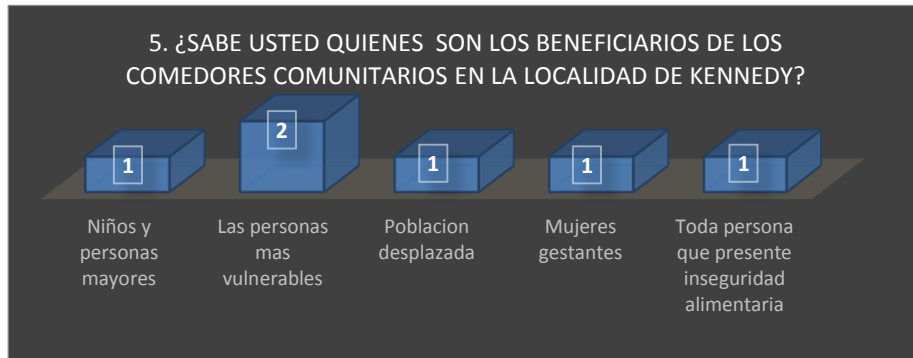 5. ¿SABE USTED QUIENES SON LOS BENEFICIARIOS DE LOS
COMEDORES COMUNITARIOS EN LA LOCALIDAD DE KENNEDY?
1
2
1
1
1
Niños y
personas
mayores
Las personas
mas
vulnerables
Poblacion
desplazada
Mujeres
gestantes
Toda persona
que presente
inseguridad
alimentaria